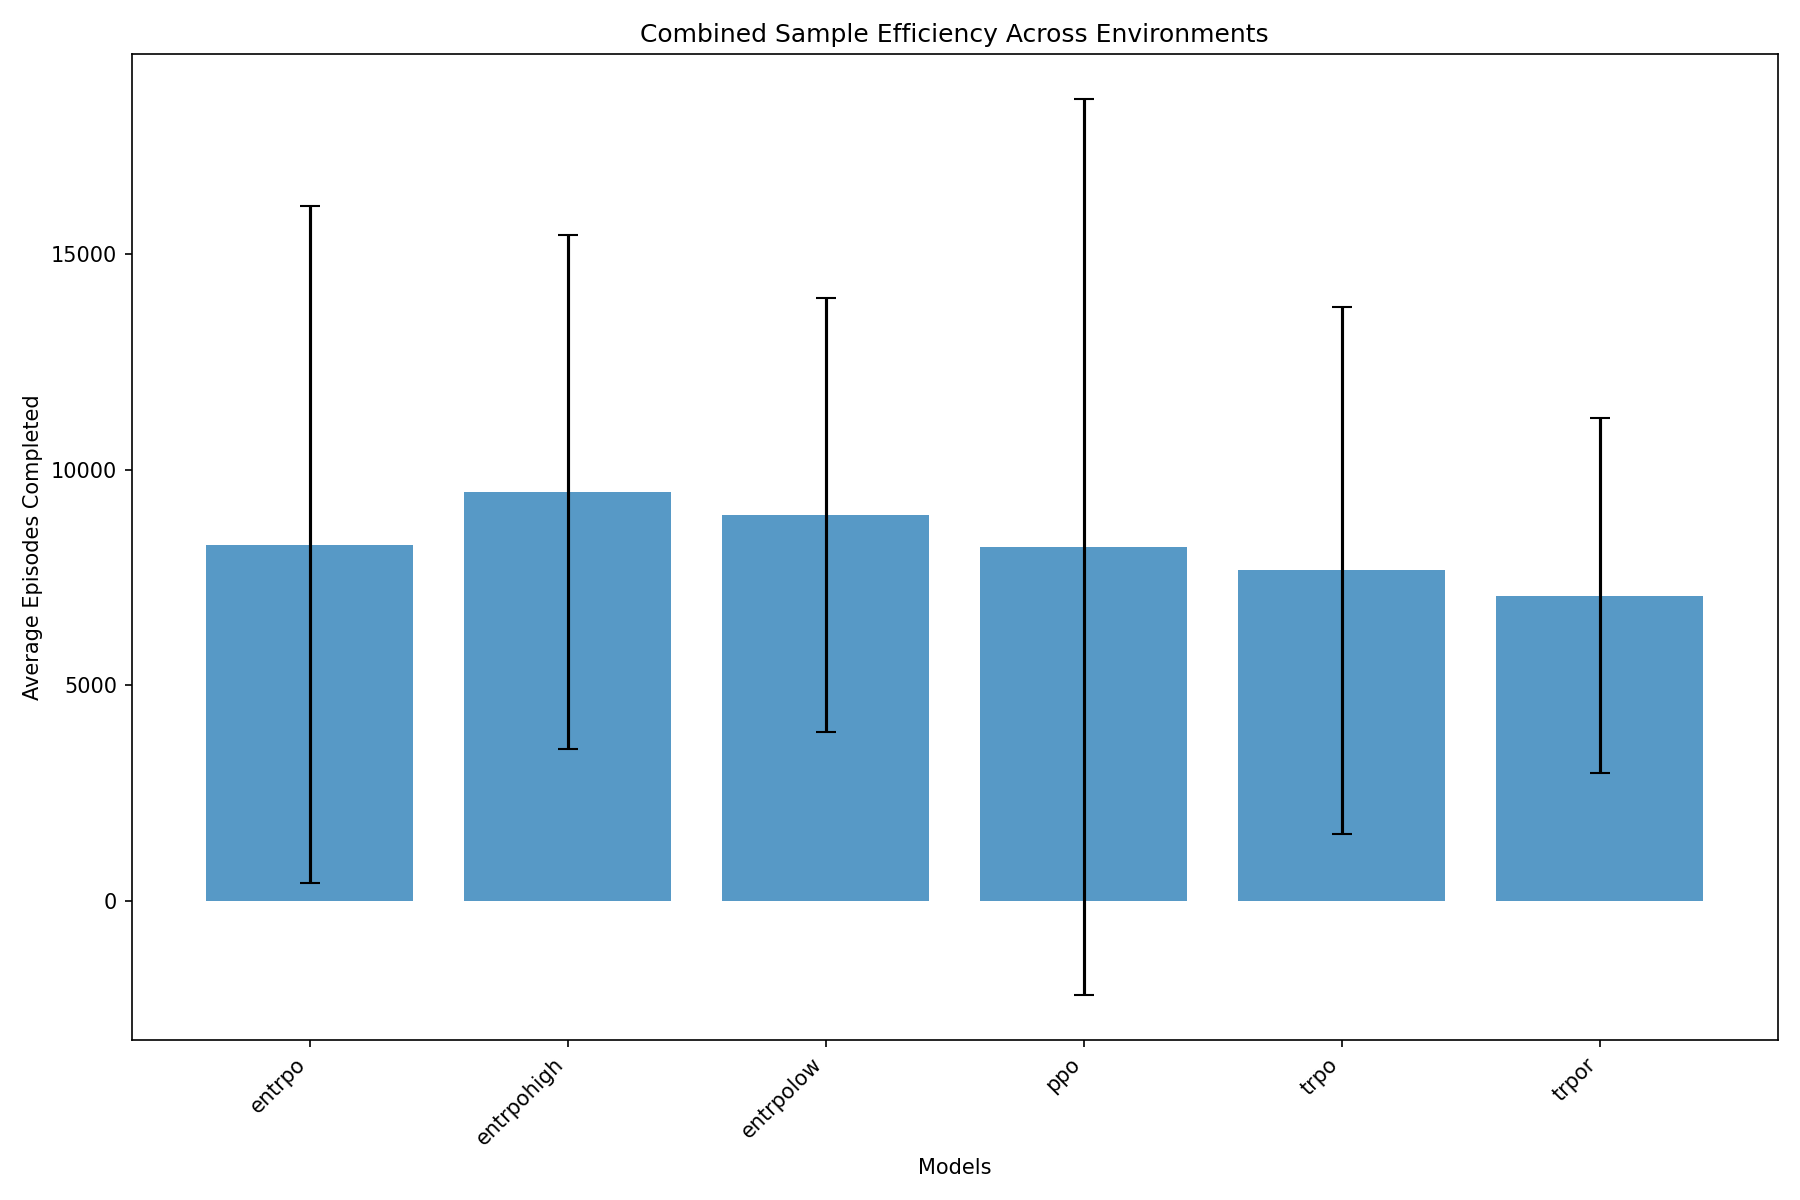 Combined Sample Efficiency Across Environments
Average Episodes Completed
15000
10000
5000
0
entrpo
entrpohigh
entrpolow
ppo
trpo
trpor
Models